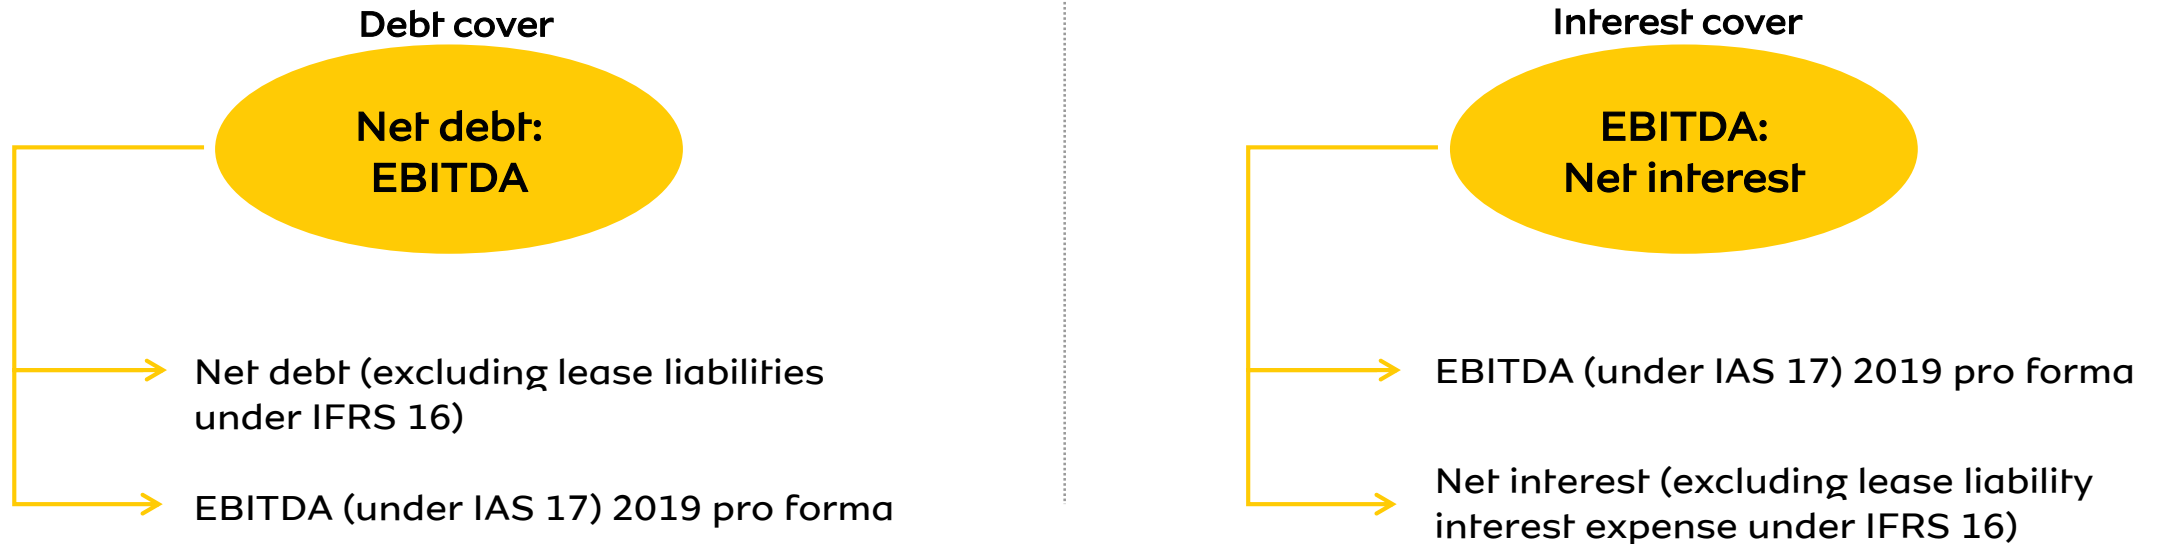 Debt cover
Net debt:
EBITDA
Net debt (excluding lease liabilities
under IFRS 16)
EBITDA (under IAS 17) 2019 pro forma
Interest cover
EBITDA:
Net interest
EBITDA (under IAS 17) 2019 pro forma
Net interest (excluding lease liability
interest expense under IFRS 16)